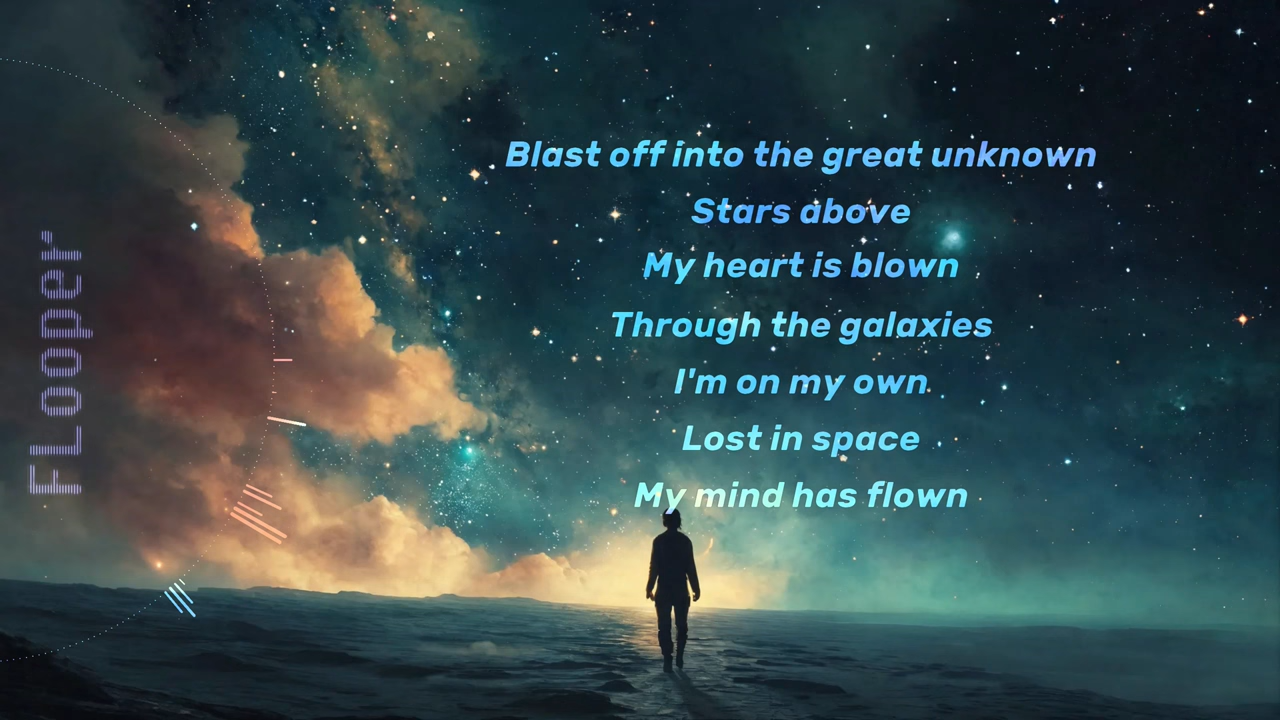 FLooper
Blast off into the great unknown
Stars above
My heart is blown
Through the galaxies
I'm on my own
Lost in space
My mind has flown